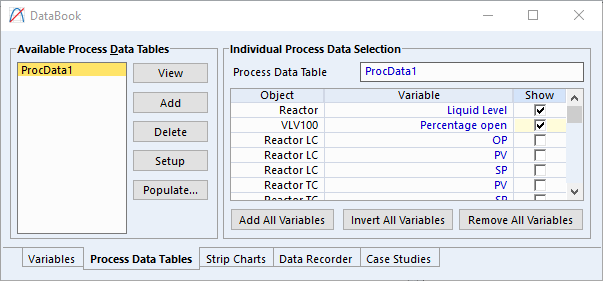 DataBook
Available Process Data Tables
ProcData1
View
Add
Delete
Setup
Populate...
Individual Process Data Selection
Process Data Table ProcData1
Object Variable Show
Reactor Liquid Level
VLV100 Percentage open
Reactor LC OP
Reactor LC PV
Reactor LC SP
Reactor TC PV
Reactor TC SP
Add All Variables Invert All Variables Remove All Variables
Variables Process Data Tables Strip Charts Data Recorder Case Studies